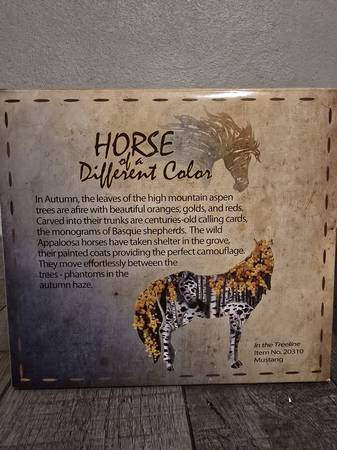 HORSE
of a
Different Color
In Autumn, the leaves of the high mountain aspen
trees are afire with beautiful oranges, golds, and reds.
Carved into their trunks are centuries-old calling cards,
the monograms of Basque shepherds. The wild
Appaloosa horses have taken shelter in the grove,
their painted coats providing the perfect camouflage.
They move effortlessly between the
trees - phantoms in the
autumn haze.
In the Treeline
Item No. 20310
Mustang